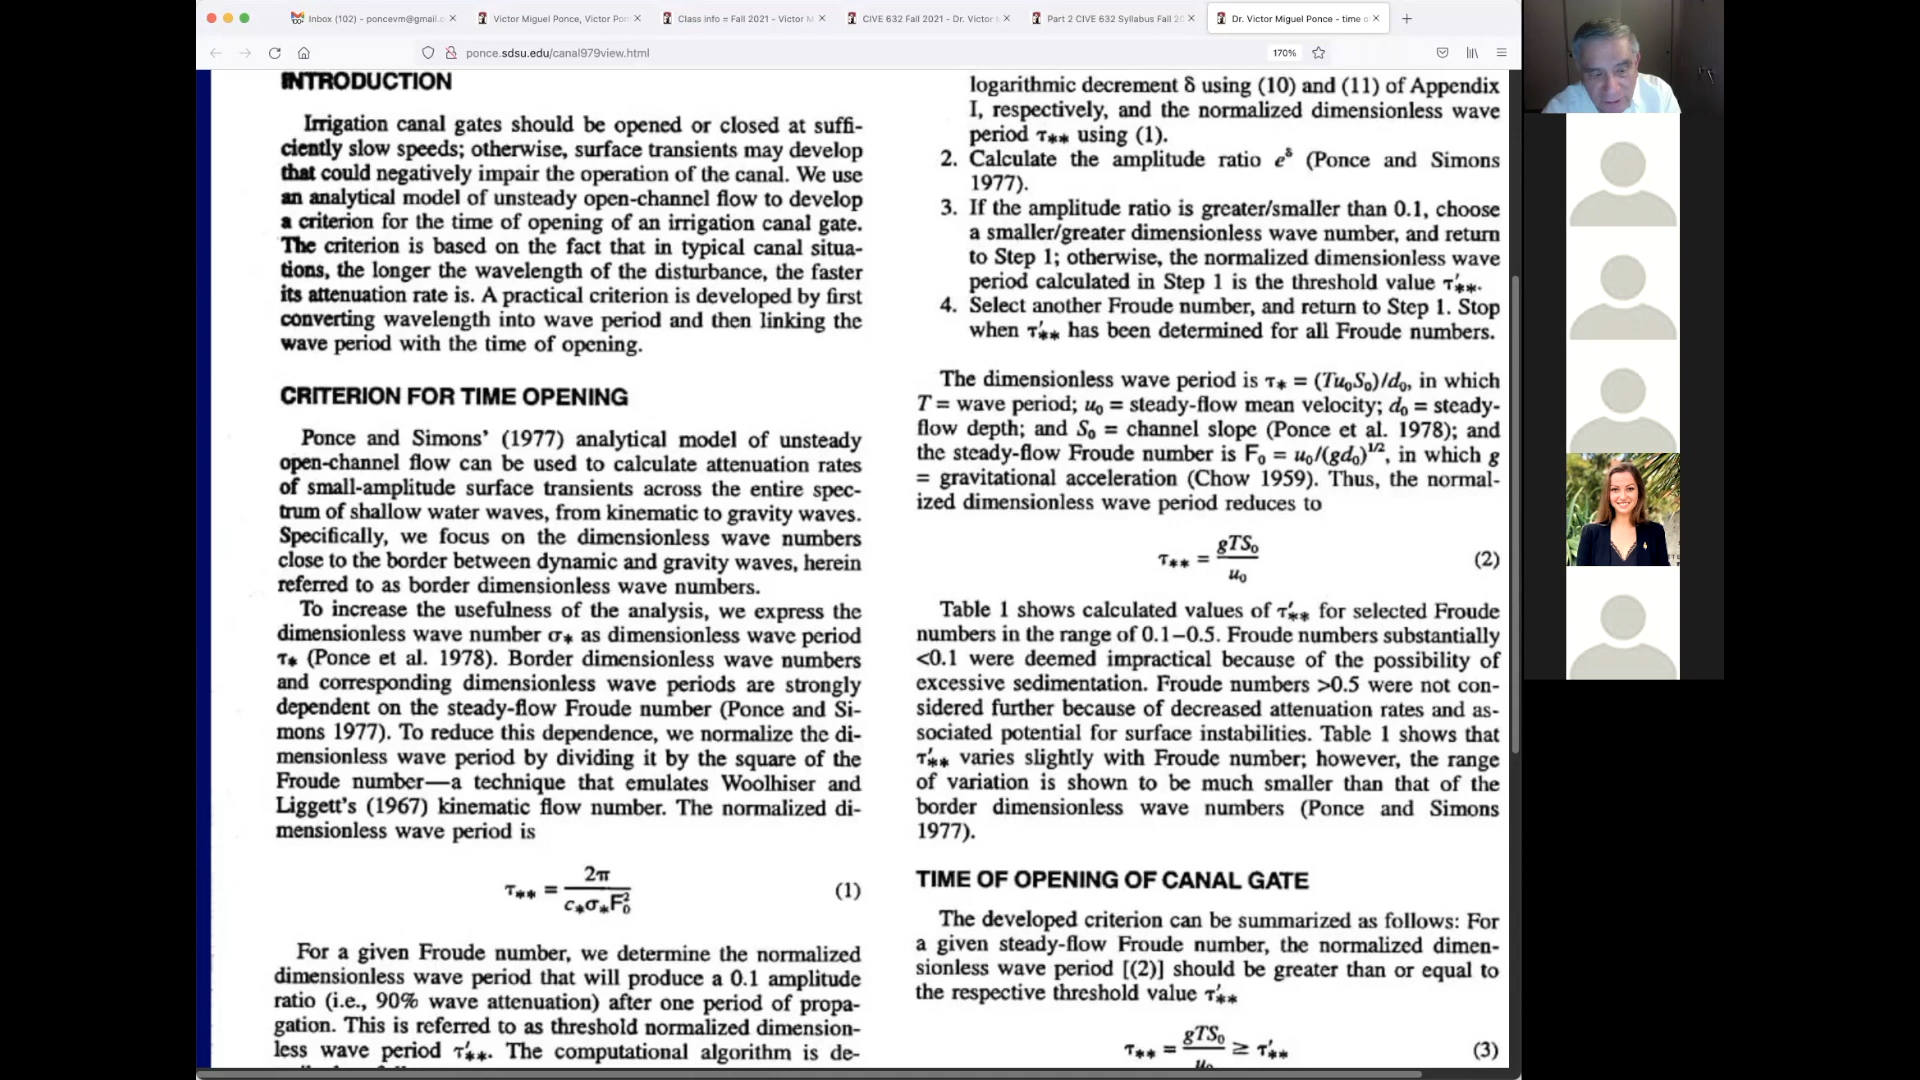 Inbox (102) - poncevm@gmail.c
Victor Miguel Ponce, Victor Pon
Class info = Fall 2021 - Victor M
CIVE 632 Fall 2021 - Dr. Victor
Part 2 CIVE 632 Syllabus Fall 20
Dr. Victor Miguel Ponce - time o
ponce.sdsu.edu/canal979view.html
170%
INTRODUCTION
Irrigation canal gates should be opened or closed at suffi-
ciently slow speeds; otherwise, surface transients may develop
that could negatively impair the operation of the canal. We use
an analytical model of unsteady open-channel flow to develop
a criterion for the time of opening of an irrigation canal gate.
The criterion is based on the fact that in typical canal situa-
tions, the longer the wavelength of the disturbance, the faster
its attenuation rate is. A practical criterion is developed by first
converting wavelength into wave period and then linking the
wave period with the time of opening.
CRITERION FOR TIME OPENING
Ponce and Simons' (1977) analytical model of unsteady
open-channel flow can be used to calculate attenuation rates
of small-amplitude surface transients across the entire spec-
trum of shallow water waves, from kinematic to gravity waves.
Specifically, we focus on the dimensionless wave numbers
close to the border between dynamic and gravity waves, herein
referred to as border dimensionless wave numbers.
To increase the usefulness of the analysis, we express the
dimensionless wave number σ* as dimensionless wave period
τ* (Ponce et al. 1978). Border dimensionless wave numbers
and corresponding dimensionless wave periods are strongly
dependent on the steady-flow Froude number (Ponce and Si-
mons 1977). To reduce this dependence, we normalize the di-
mensionless wave period by dividing it by the square of the
Froude number—a technique that emulates Woolhiser and
Liggett's (1967) kinematic flow number. The normalized di-
mensionless wave period is
τ** = 2π / c*σ*F₀² (1)
For a given Froude number, we determine the normalized
dimensionless wave period that will produce a 0.1 amplitude
ratio (i.e., 90% wave attenuation) after one period of propa-
gation. This is referred to as threshold normalized dimension-
less wave period τ'**. The computational algorithm is de-
logarithmic decrement δ using (10) and (11) of Appendix
I, respectively, and the normalized dimensionless wave
period τ** using (1).
2. Calculate the amplitude ratio e^δ (Ponce and Simons
1977).
3. If the amplitude ratio is greater/smaller than 0.1, choose
a smaller/greater dimensionless wave number, and return
to Step 1; otherwise, the normalized dimensionless wave
period calculated in Step 1 is the threshold value τ'**.
4. Select another Froude number, and return to Step 1. Stop
when τ'** has been determined for all Froude numbers.
The dimensionless wave period is τ* = (Tu₀S₀)/d₀, in which
T = wave period; u₀ = steady-flow mean velocity; d₀ = steady-
flow depth; and S₀ = channel slope (Ponce et al. 1978); and
the steady-flow Froude number is F₀ = u₀/(gd₀)^1/2, in which g
= gravitational acceleration (Chow 1959). Thus, the normal-
ized dimensionless wave period reduces to
τ** = gTS₀ / u₀ (2)
Table 1 shows calculated values of τ'** for selected Froude
numbers in the range of 0.1–0.5. Froude numbers substantially
<0.1 were deemed impractical because of the possibility of
excessive sedimentation. Froude numbers >0.5 were not con-
sidered further because of decreased attenuation rates and as-
sociated potential for surface instabilities. Table 1 shows that
τ'** varies slightly with Froude number; however, the range
of variation is shown to be much smaller than that of the
border dimensionless wave numbers (Ponce and Simons
1977).
TIME OF OPENING OF CANAL GATE
The developed criterion can be summarized as follows: For
a given steady-flow Froude number, the normalized dimen-
sionless wave period [(2)] should be greater than or equal to
the respective threshold value τ'**
τ** = gTS₀ / u₀ ≥ τ'** (3)